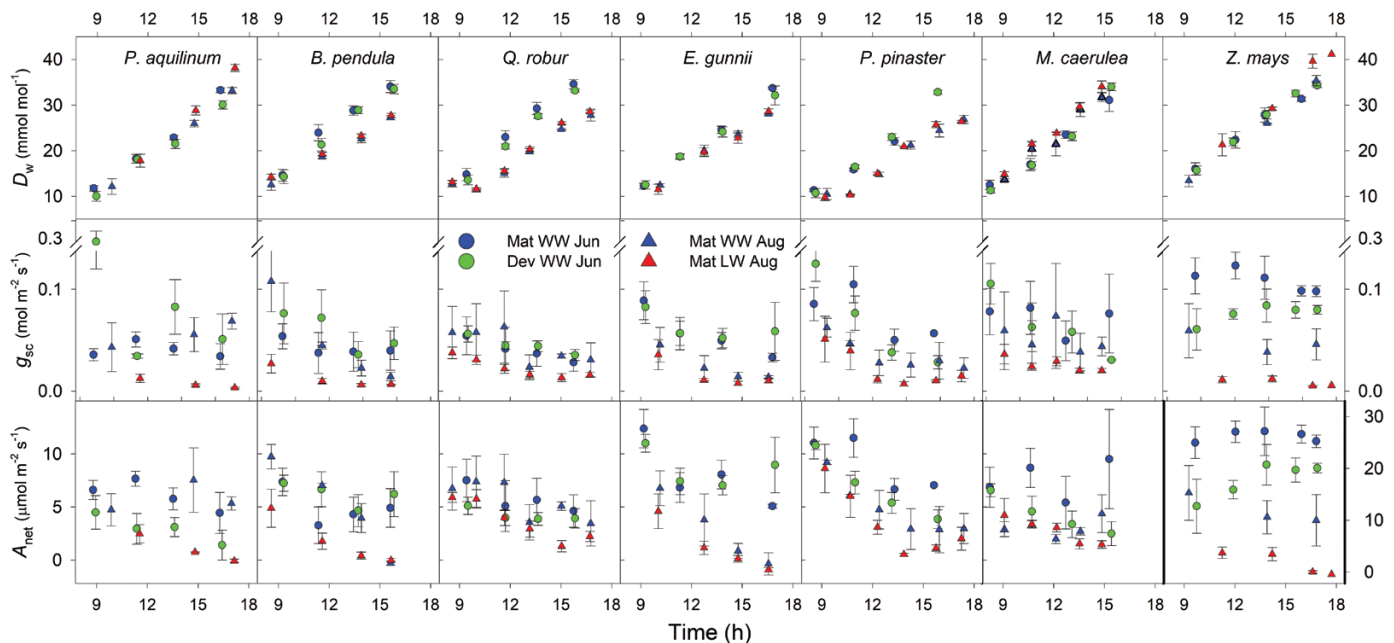 9 12 15 18 9 12 15 18 9 12 15 18 9 12 15 18 9 12 15 18 9 12 15 18 9 12 15 18
P. aquilinum B. pendula Q. robur E. gunnii P. pinaster M. caerulea Z. mays
40 40
30 30
20 20
10 10
D_w (mmol mol⁻¹)
0.3 0.3
Mat WW Jun Mat WW Aug
Dev WW Jun Mat LW Aug
0.1 0.1
0.0 0.0
g_sc (mol m⁻² s⁻¹)
30
10 20
5 10
0 0
A_net (μmol m⁻² s⁻¹)
9 12 15 18 9 12 15 18 9 12 15 18 9 12 15 18 9 12 15 18 9 12 15 18 9 12 15 18
Time (h)